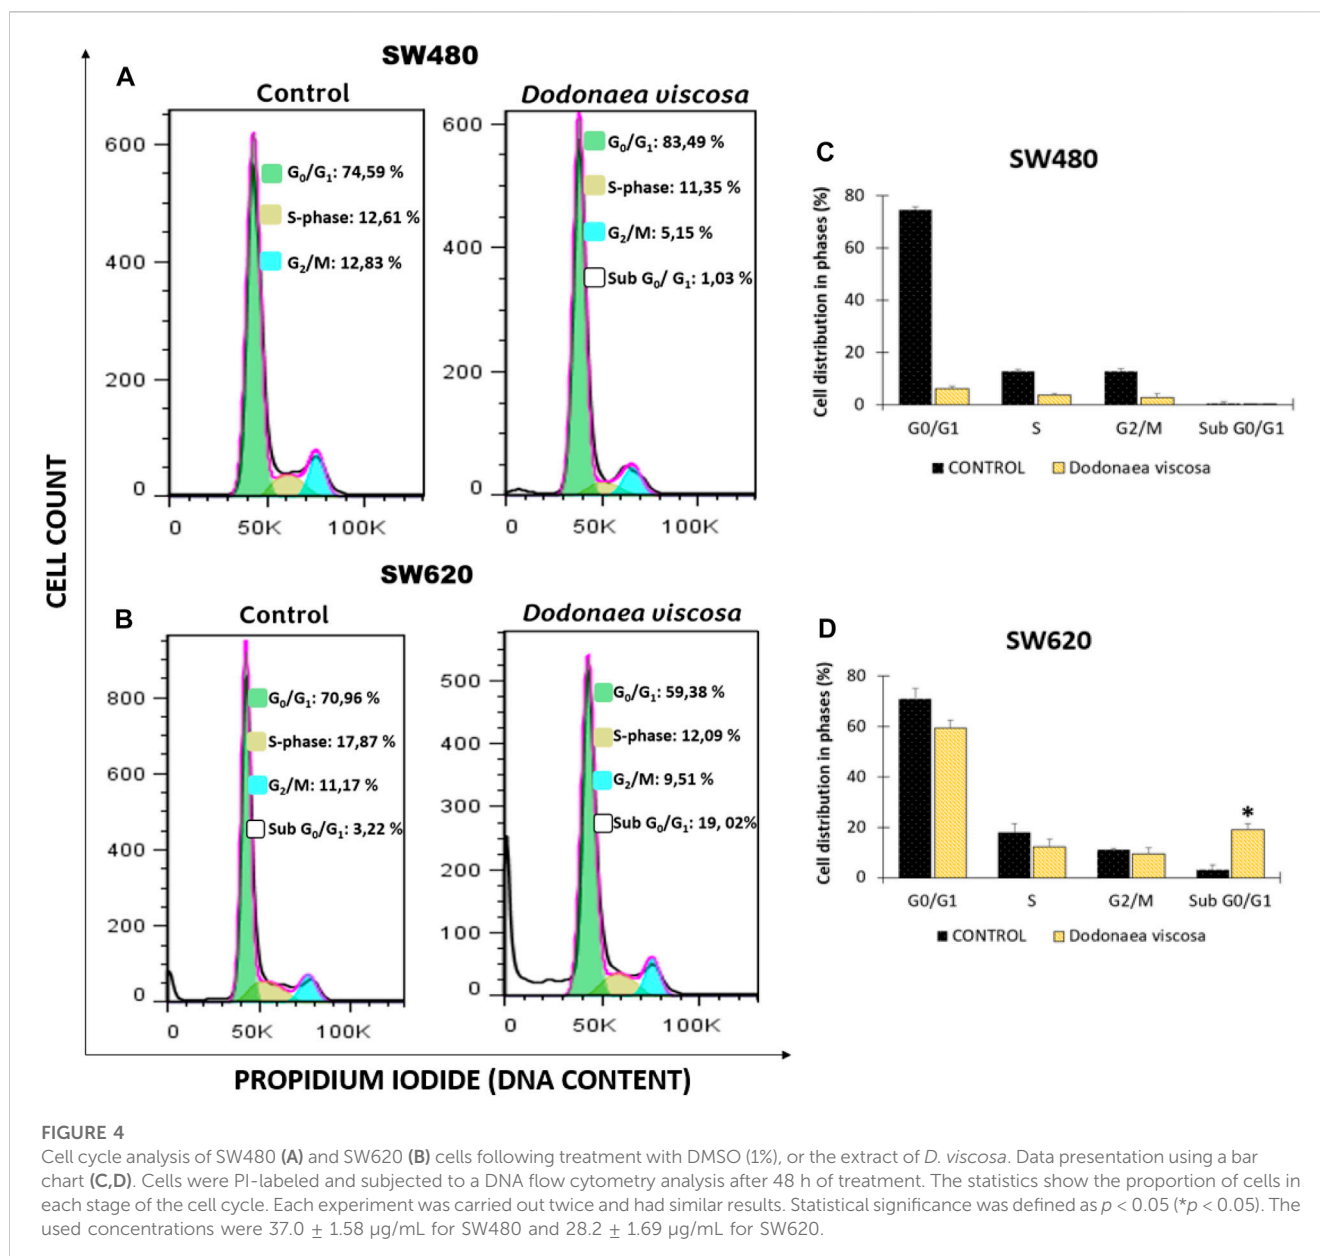 SW480
A
Control
Dodonaea viscosa
600
400
200
0
G0/G1: 74,59 %
S-phase: 12,61 %
G2/M: 12,83 %
0 50K 100K
600
400
200
0
G0/G1: 83,49 %
S-phase: 11,35 %
G2/M: 5,15 %
Sub G0/ G1: 1,03 %
0 50K 100K
C
SW480
Cell distribution in phases (%)
80
60
40
20
0
G0/G1 S G2/M Sub G0/G1
CONTROL Dodonaea viscosa
CELL COUNT
SW620
B
Control
Dodonaea viscosa
800
600
400
200
0
G0/G1: 70,96 %
S-phase: 17,87 %
G2/M: 11,17 %
Sub G0/G1: 3,22 %
0 50K 100K
500
400
300
200
100
0
G0/G1: 59,38 %
S-phase: 12,09 %
G2/M: 9,51 %
Sub G0/G1: 19, 02%
0 50K 100K
D
SW620
Cell distribution in phases (%)
80
60
40
20
0
*
G0/G1 S G2/M Sub G0/G1
CONTROL Dodonaea viscosa
PROPIDIUM IODIDE (DNA CONTENT)
FIGURE 4
Cell cycle analysis of SW480 (A) and SW620 (B) cells following treatment with DMSO (1%), or the extract of D. viscosa. Data presentation using a bar
chart (C,D). Cells were PI-labeled and subjected to a DNA flow cytometry analysis after 48 h of treatment. The statistics show the proportion of cells in
each stage of the cell cycle. Each experiment was carried out twice and had similar results. Statistical significance was defined as p < 0.05 (*p < 0.05). The
used concentrations were 37.0 ± 1.58 μg/mL for SW480 and 28.2 ± 1.69 μg/mL for SW620.